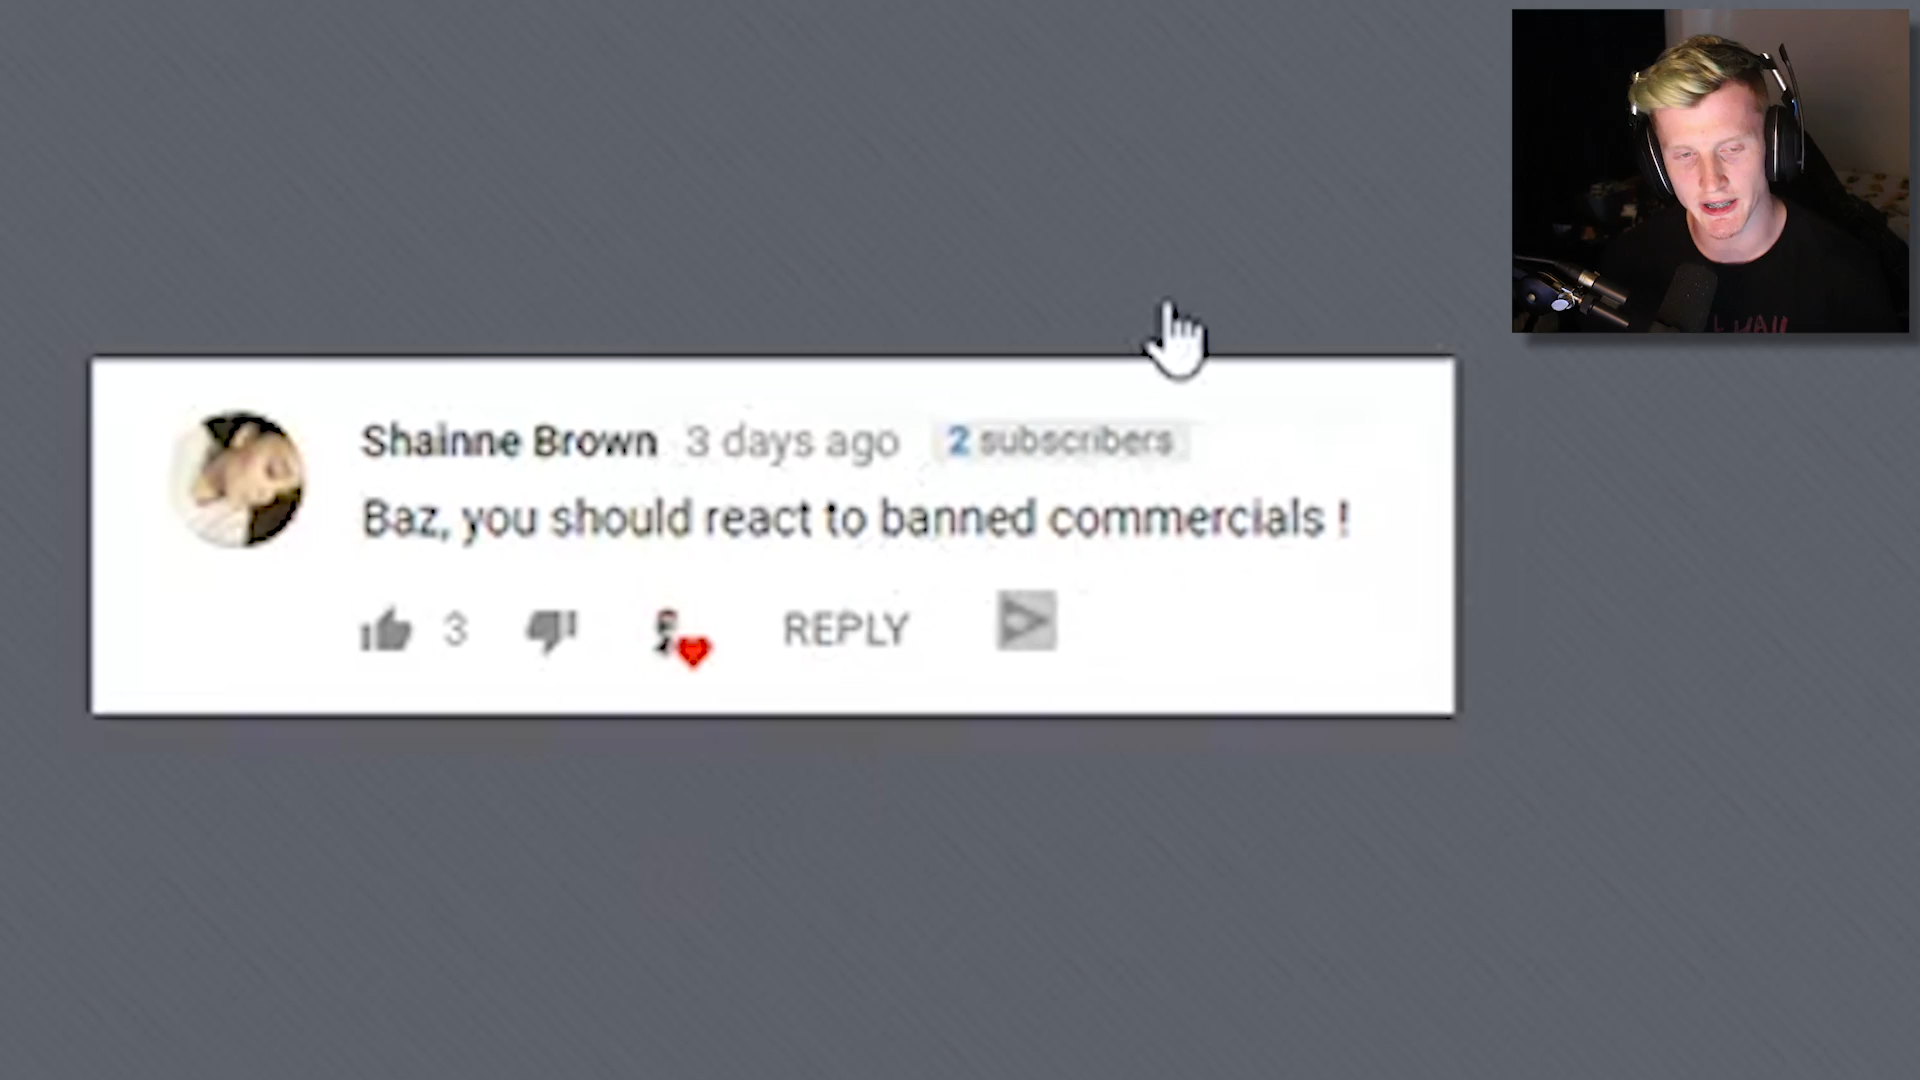 Shainne Brown 3 days ago 2 subscribers
Baz, you should react to banned commercials !
3 REPLY